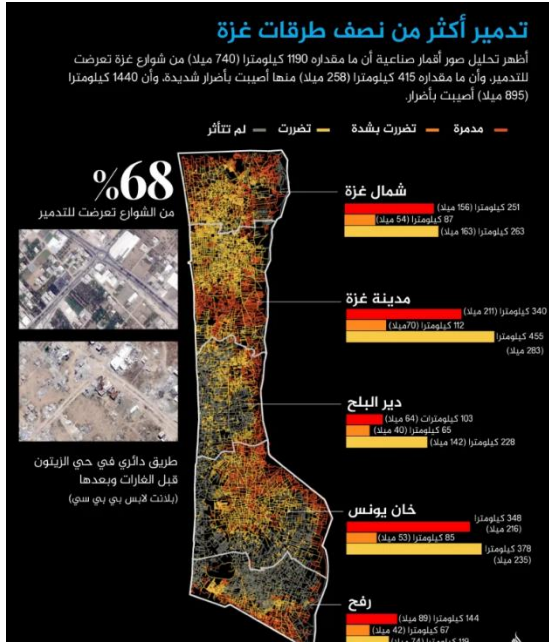 تدمير أكثر من نصف طرقات غزة
أظهر تحليل صور أقمار صناعية أن ما مقداره 1190 كيلومترا (740 ميلا) من شوارع غزة تعرضت
للتدمير، وأن ما مقداره 415 كيلومترا (258 ميلا) منها أصيبت بأضرار شديدة، وأن 1440 كيلومترا
(895 ميلا) أصيبت بأضرار.
مدمرة تضررت بشدة تضررت لم تتأثر
%68
من الشوارع تعرضت للتدمير
شمال غزة
251 كيلومترا (156 ميلا)
87 كيلومترا (54 ميلا)
263 كيلومترا (163 ميلا)
مدينة غزة
340 كيلومترا (211 ميلا)
112 كيلومترا (70ميلا)
455 كيلومترا
(283 ميلا)
دير البلح
103 كيلومترات (64 ميلا)
65 كيلومترا (40 ميلا)
228 كيلومترا (142 ميلا)
طريق دائري في حي الزيتون
قبل الغارات وبعدها
(بلانت لابس بي بي سي)
خان يونس
348 كيلومترا
(216 ميلا)
85 كيلومترا (53 ميلا)
378 كيلومترا
(235 ميلا)
رفح
144 كيلومترا (89 ميلا)
67 كيلومترا (42 ميلا)
119 كيلومترا (74 ميلا)